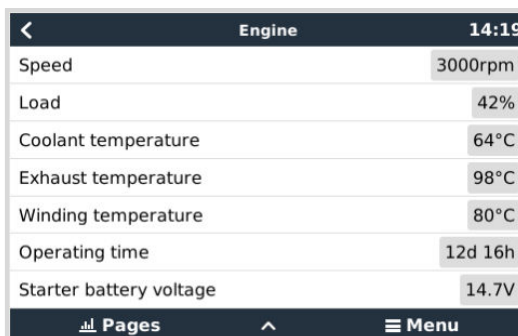 Engine 14:19
Speed 3000rpm
Load 42%
Coolant temperature 64°C
Exhaust temperature 98°C
Winding temperature 80°C
Operating time 12d 16h
Starter battery voltage 14.7V
Pages Menu